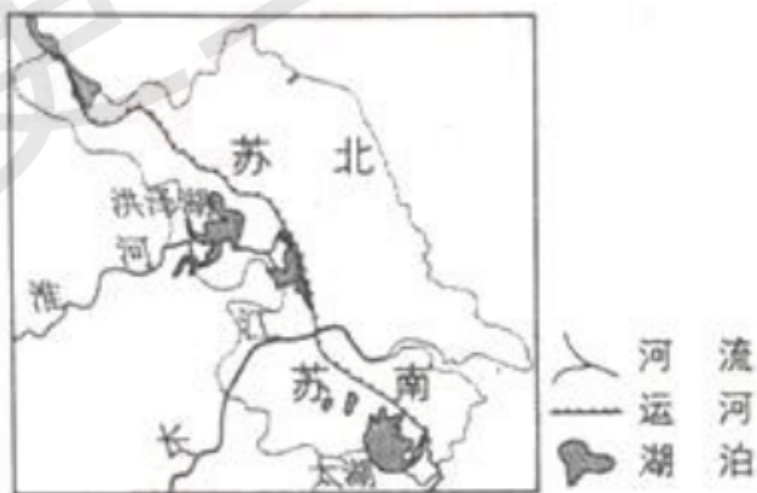 苏 北
洪泽湖
河
淮
江
苏 南
长
太湖
河 流
运 河
湖 泊